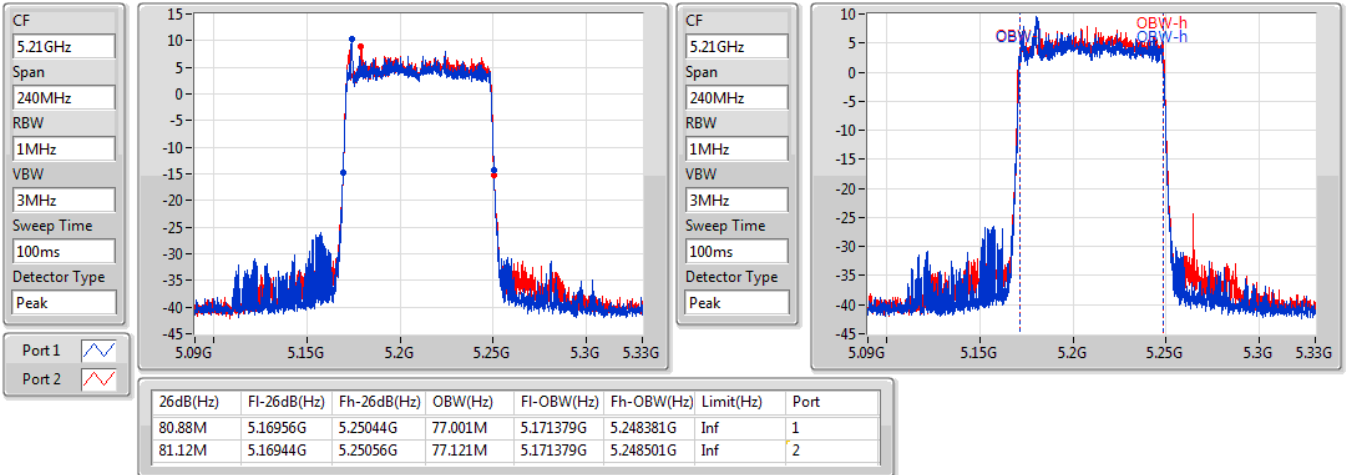 CF
5.21GHz
Span
240MHz
RBW
1MHz
VBW
3MHz
Sweep Time
100ms
Detector Type
Peak
15
10
5
0
-5
-10
-15
-20
-25
-30
-35
-40
-45
5.09G 5.15G 5.2G 5.25G 5.3G 5.33G
CF
5.21GHz
Span
240MHz
RBW
1MHz
VBW
3MHz
Sweep Time
100ms
Detector Type
Peak
10
5
0
-5
-10
-15
-20
-25
-30
-35
-40
-45
OBW-h
OBW-h
5.09G 5.15G 5.2G 5.25G 5.3G 5.33G
Port 1
Port 2
26dB(Hz) Fl-26dB(Hz) Fh-26dB(Hz) OBW(Hz) Fl-OBW(Hz) Fh-OBW(Hz) Limit(Hz) Port
80.88M 5.16956G 5.25044G 77.001M 5.171379G 5.248381G Inf 1
81.12M 5.16944G 5.25056G 77.121M 5.171379G 5.248501G Inf 2